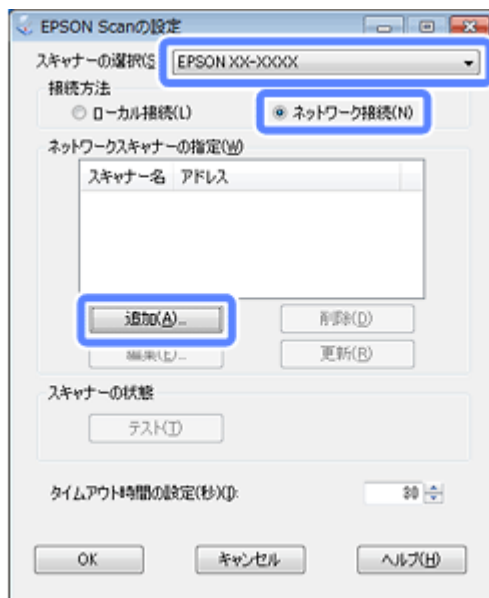 EPSON Scanの設定
スキャナーの選択(S EPSON XX-XXXX
接続方法
ローカル接続(L) ネットワーク接続(N)
ネットワークスキャナーの指定(W)
スキャナー名 アドレス
追加(A)... 削除(D)
編集(E)... 更新(R)
スキャナーの状態
テスト(T)
タイムアウト時間の設定(秒)(I): 30
OK キャンセル ヘルプ(H)